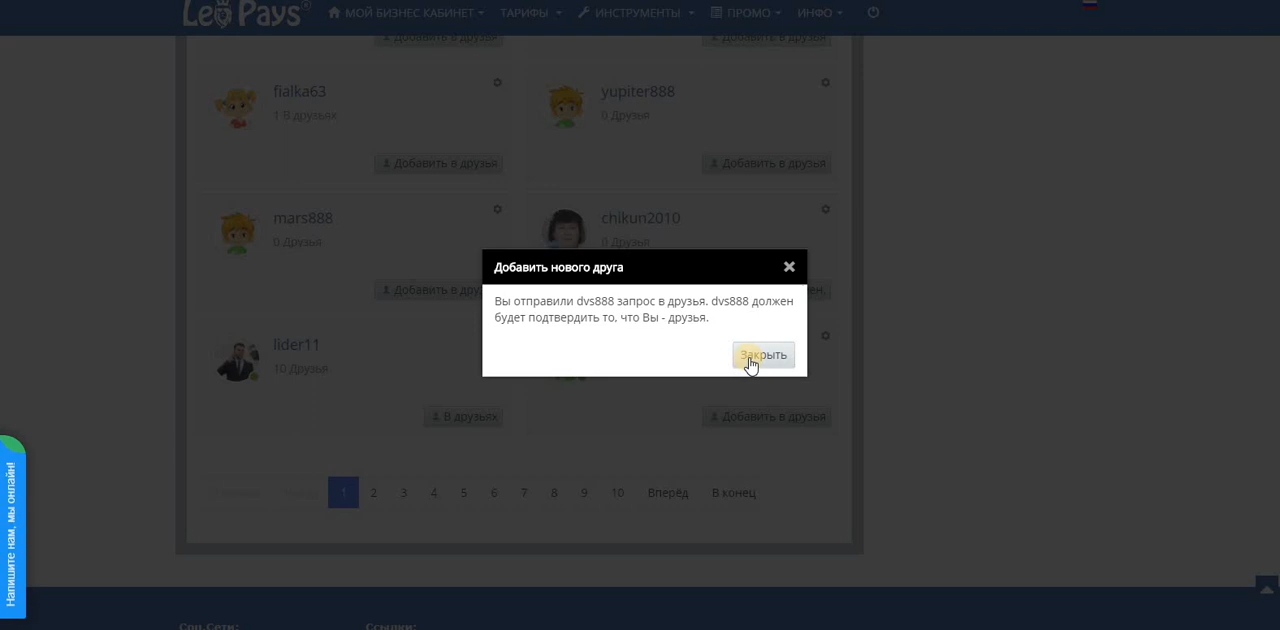 LeoPays®
МОЙ БИЗНЕС КАБИНЕТ
ТАРИФЫ
ИНСТРУМЕНТЫ
ПРОМО
ИНФО
Добавить в друзья
Добавить в друзья
fialka63
1 В друзьях
Добавить в друзья
yupiter888
0 Друзья
Добавить в друзья
mars888
0 Друзья
Добавить в дру
chikun2010
0 Друзья
ен.
Добавить нового друга
Вы отправили dvs888 запрос в друзья. dvs888 должен
будет подтвердить то, что Вы - друзья.
Закрыть
lider11
10 Друзья
В друзьях
Добавить в друзья
1 2 3 4 5 6 7 8 9 10 Вперёд В конец
Напишите нам, мы онлайн!
Соц.Сети:
Ссылки: